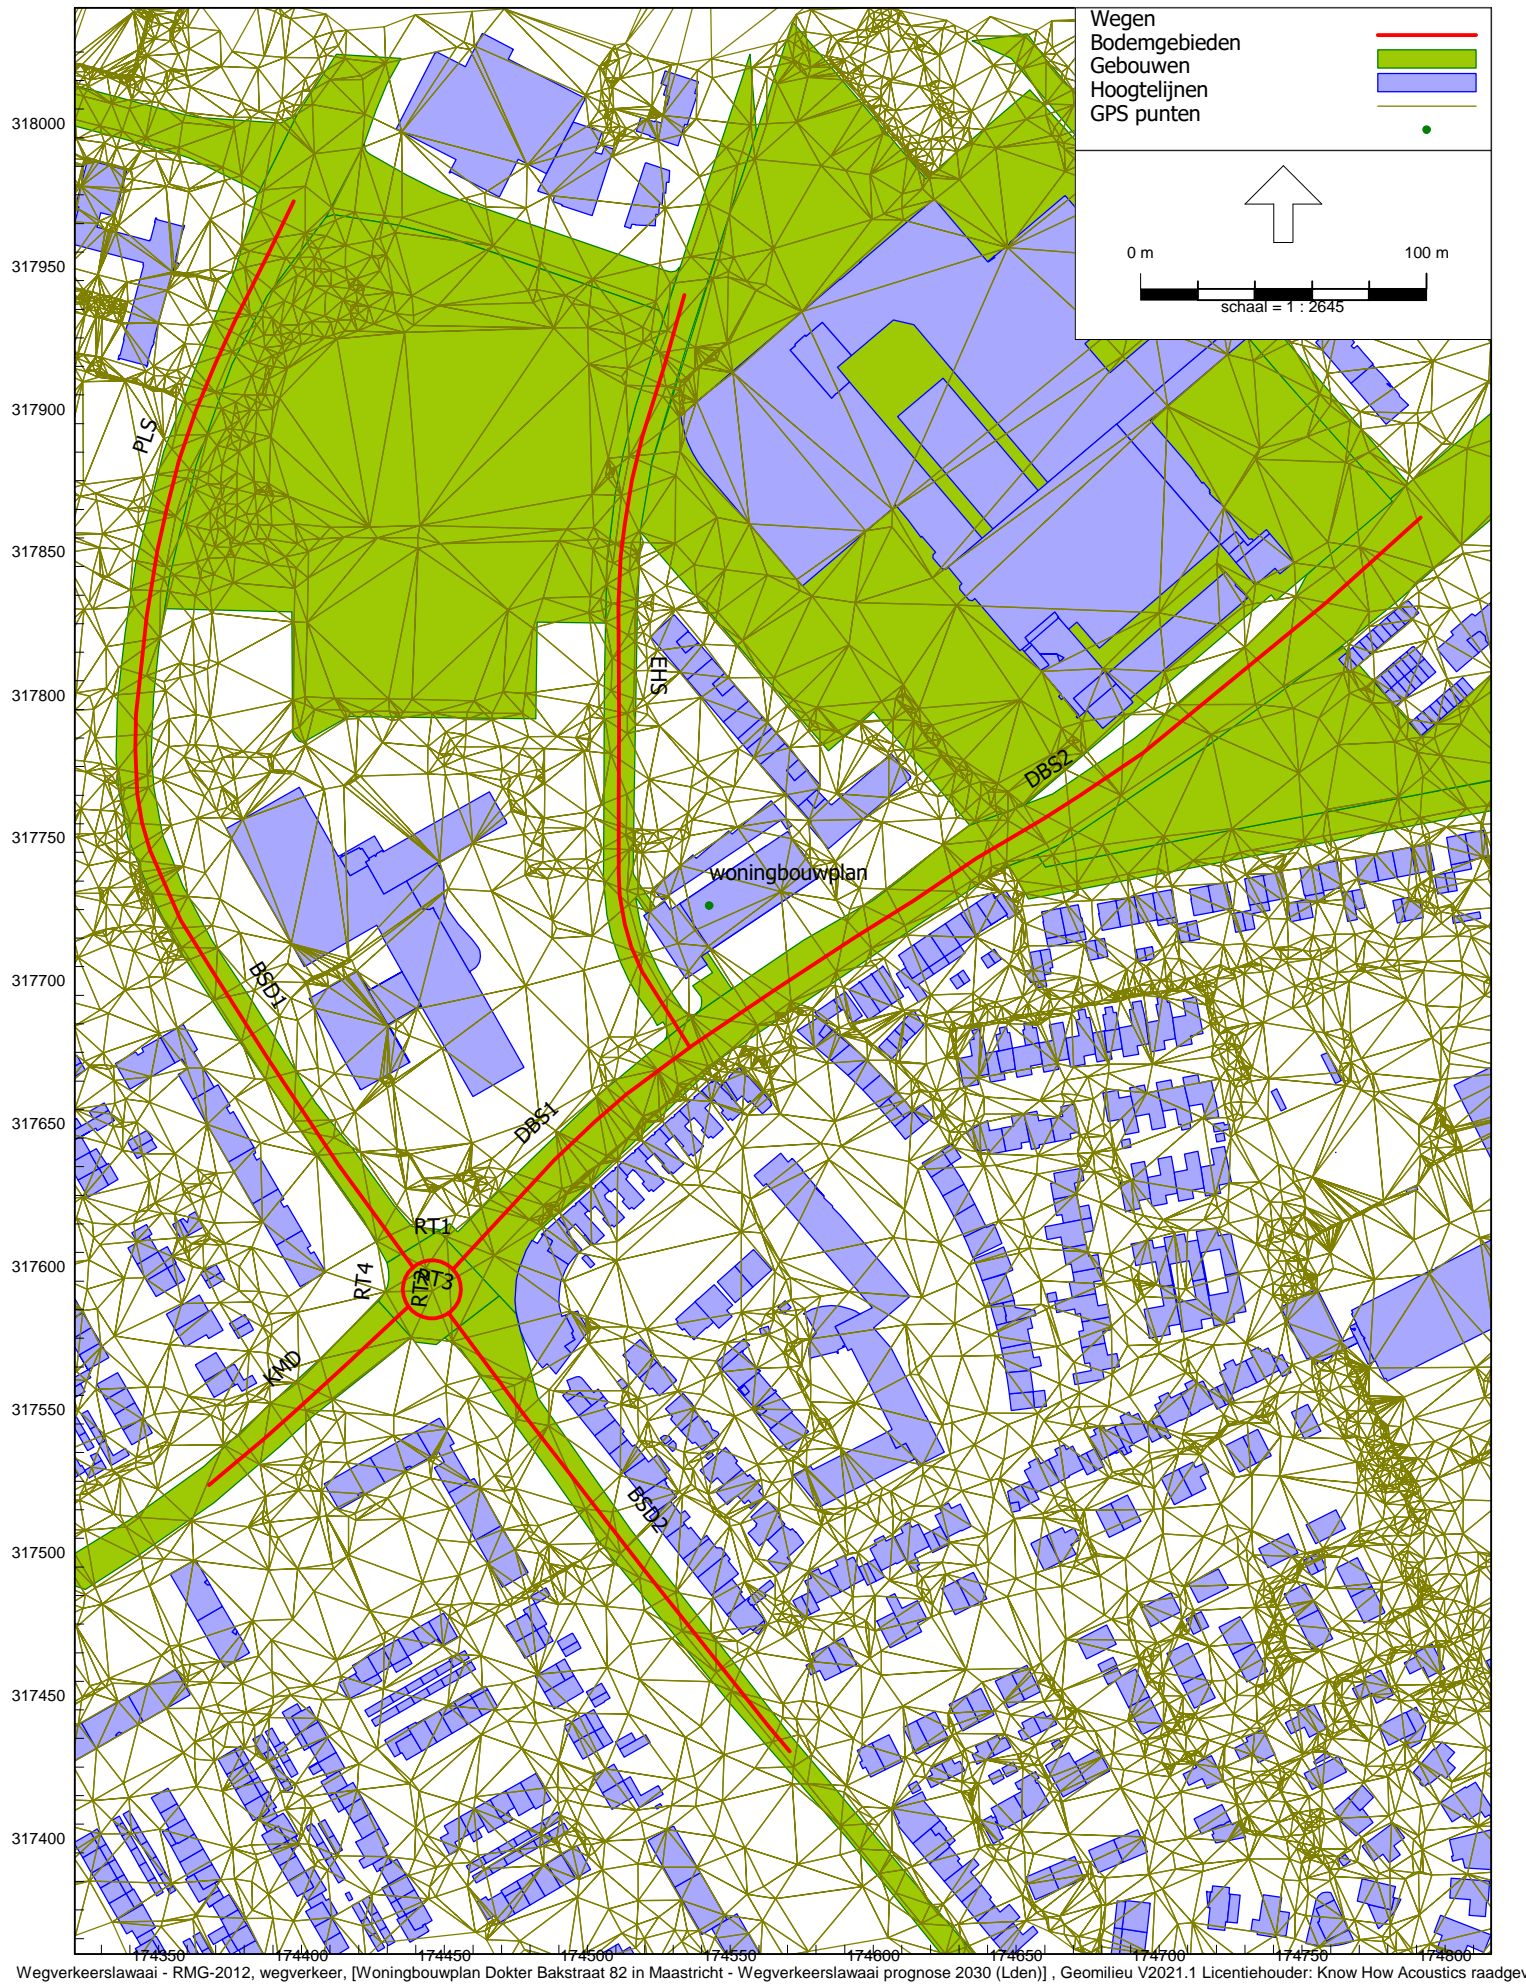 Wegen
Bodemgebieden
Gebouwen
Hoogtelijnen
GPS punten
0 m
100 m
schaal = 1 : 2645
318000
317950
317900
317850
317800
317750
317700
317650
317600
317550
317500
317450
317400
PLS
EHS
DBS2
woningbouwplan
BSD1
DBS1
RT1
RT4
RT3
KMD
BSD2
174350
174400
174450
174500
174550
174600
174650
174700
174750
174800
Wegverkeerslawaai - RMG-2012, wegverkeer, [Woningbouwplan Dokter Bakstraat 82 in Maastricht - Wegverkeerslawaai prognose 2030 (Lden)] , Geomilieu V2021.1 Licentiehouder: Know How Acoustics raadgev